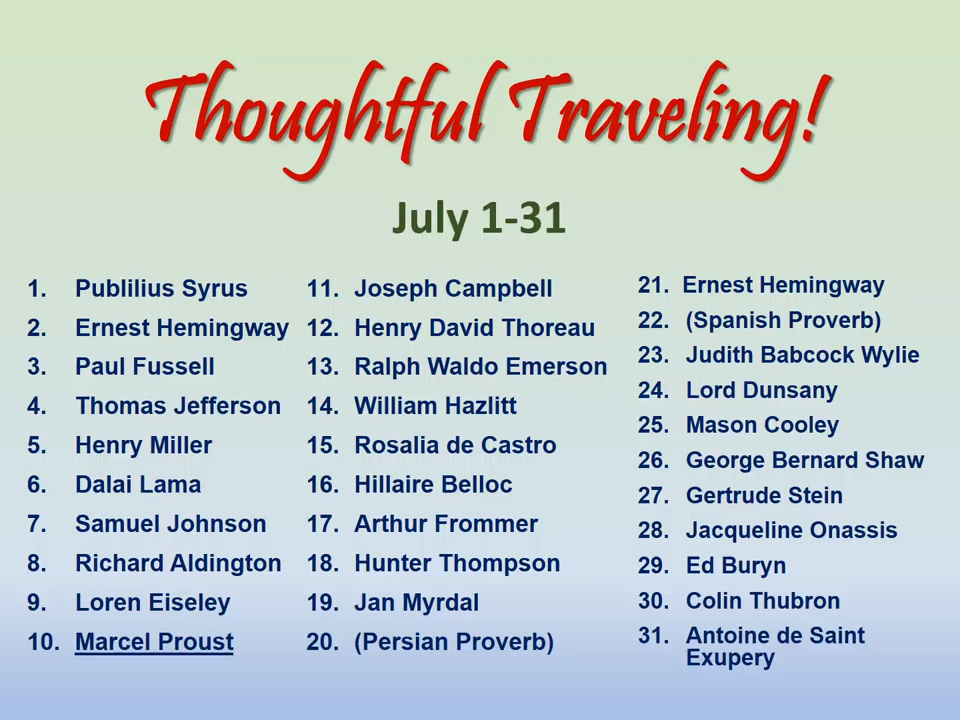 Thoughtful Traveling!
July 1-31
1. Publilius Syrus
2. Ernest Hemingway
3. Paul Fussell
4. Thomas Jefferson
5. Henry Miller
6. Dalai Lama
7. Samuel Johnson
8. Richard Aldington
9. Loren Eiseley
10. Marcel Proust
11. Joseph Campbell
12. Henry David Thoreau
13. Ralph Waldo Emerson
14. William Hazlitt
15. Rosalia de Castro
16. Hillaire Belloc
17. Arthur Frommer
18. Hunter Thompson
19. Jan Myrdal
20. (Persian Proverb)
21. Ernest Hemingway
22. (Spanish Proverb)
23. Judith Babcock Wylie
24. Lord Dunsany
25. Mason Cooley
26. George Bernard Shaw
27. Gertrude Stein
28. Jacqueline Onassis
29. Ed Buryn
30. Colin Thubron
31. Antoine de Saint
Exupery